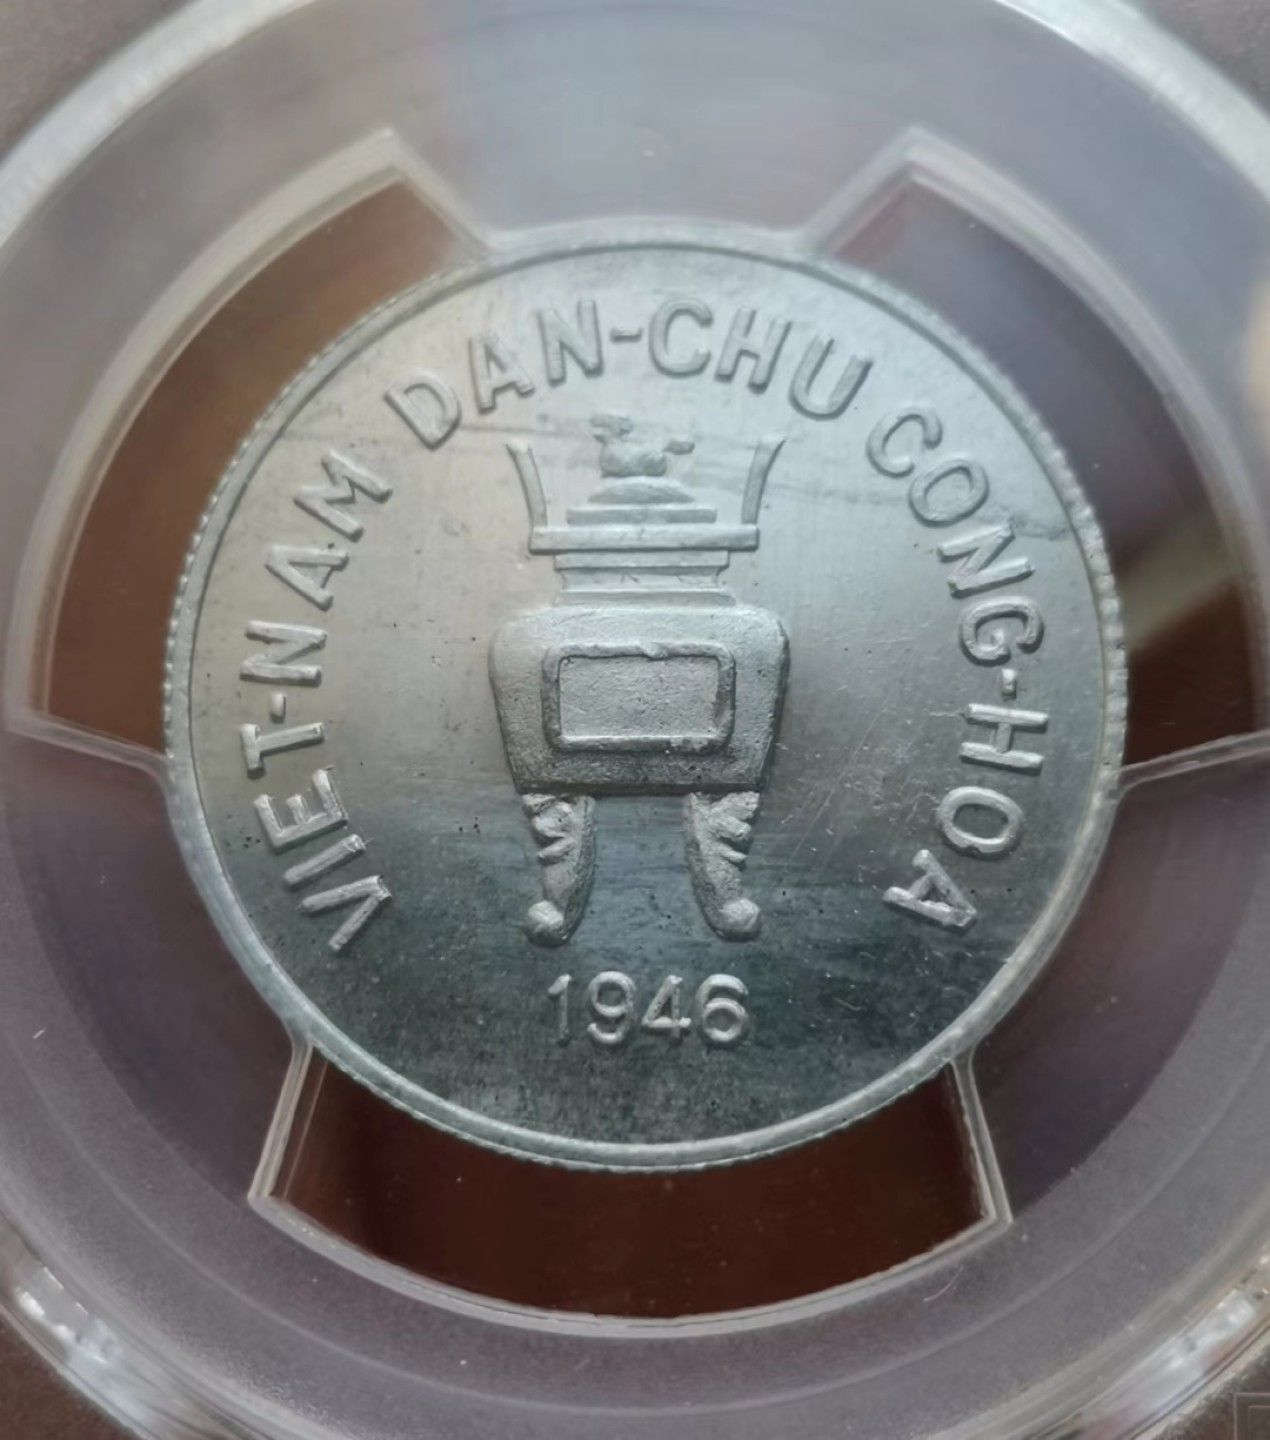 VIET-NAM DAN-CHU CONG-HOA
1946